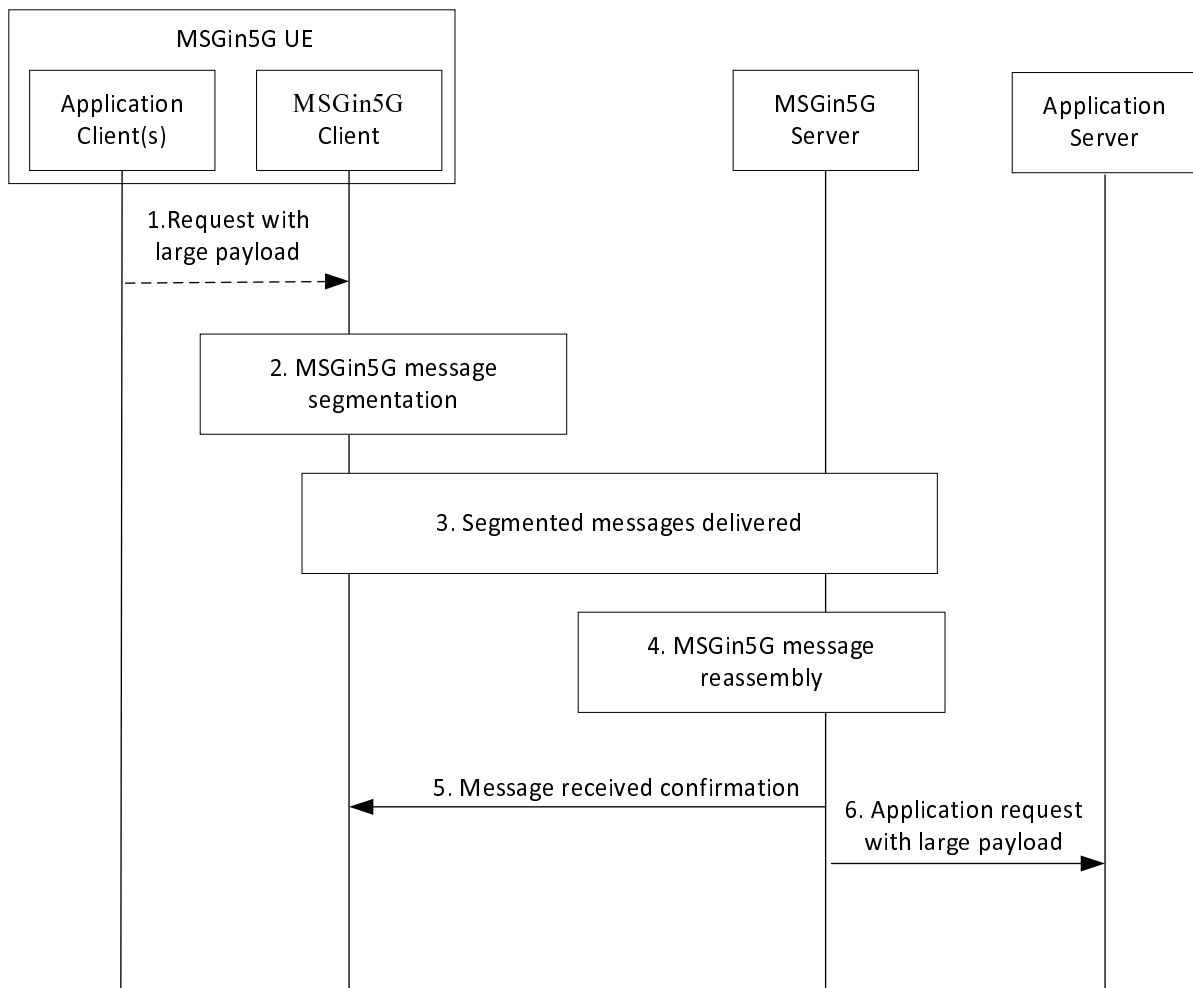 MSGin5G UE
Application
Client(s)
MSGin5G
Client
MSGin5G
Server
Application
Server
1.Request with
large payload
2. MSGin5G message
segmentation
3. Segmented messages delivered
4. MSGin5G message
reassembly
5. Message received confirmation
6. Application request
with large payload